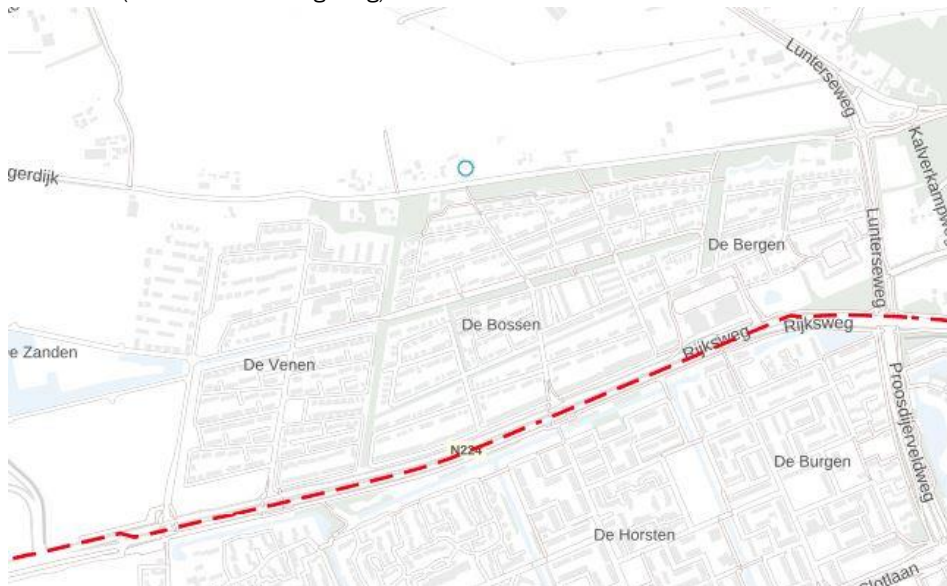 Lunterseweg
Kalverkampweg
gerdijk
Lunterseweg
De Bergen
De Bossen
Rijksweg
Rijksweg
e Zanden
De Venen
Proosdijerveldweg
N224
De Burgen
De Horsten
Slotlaan